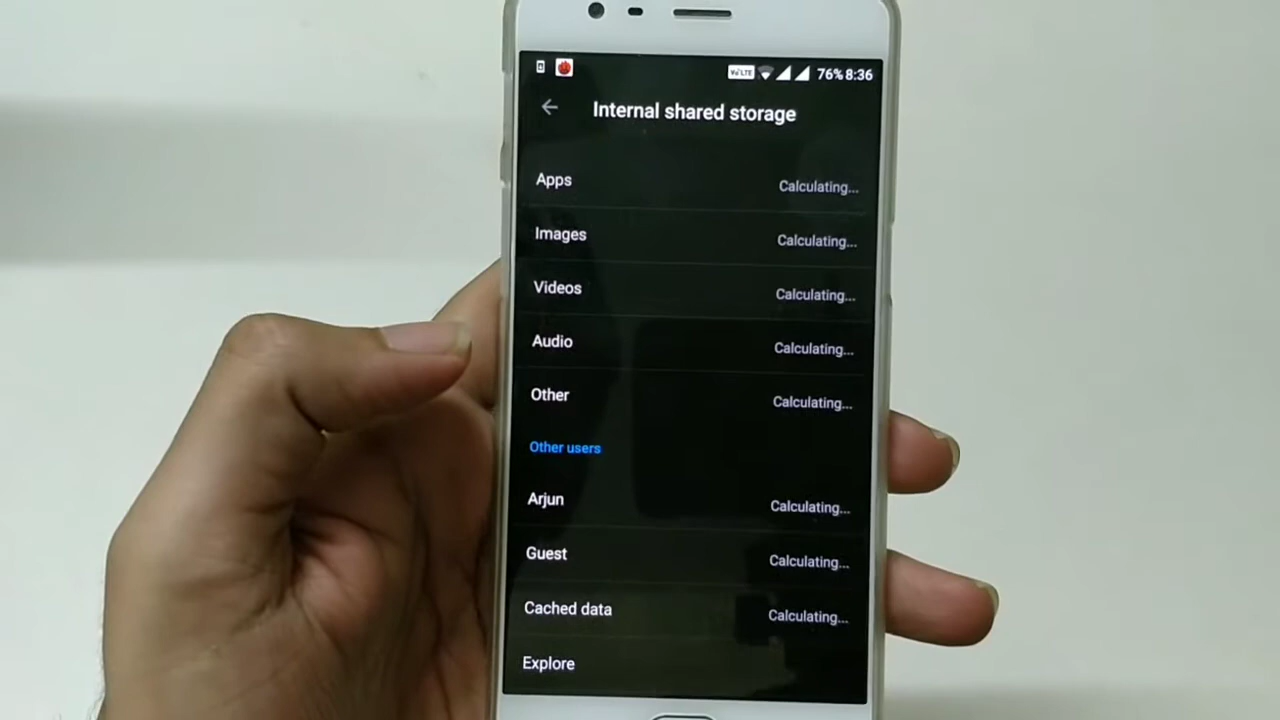 VoLTE 76% 8:36
Internal shared storage
Apps Calculating...
Images Calculating...
Videos Calculating...
Audio Calculating...
Other Calculating...
Other users
Arjun Calculating...
Guest Calculating...
Cached data Calculating...
Explore